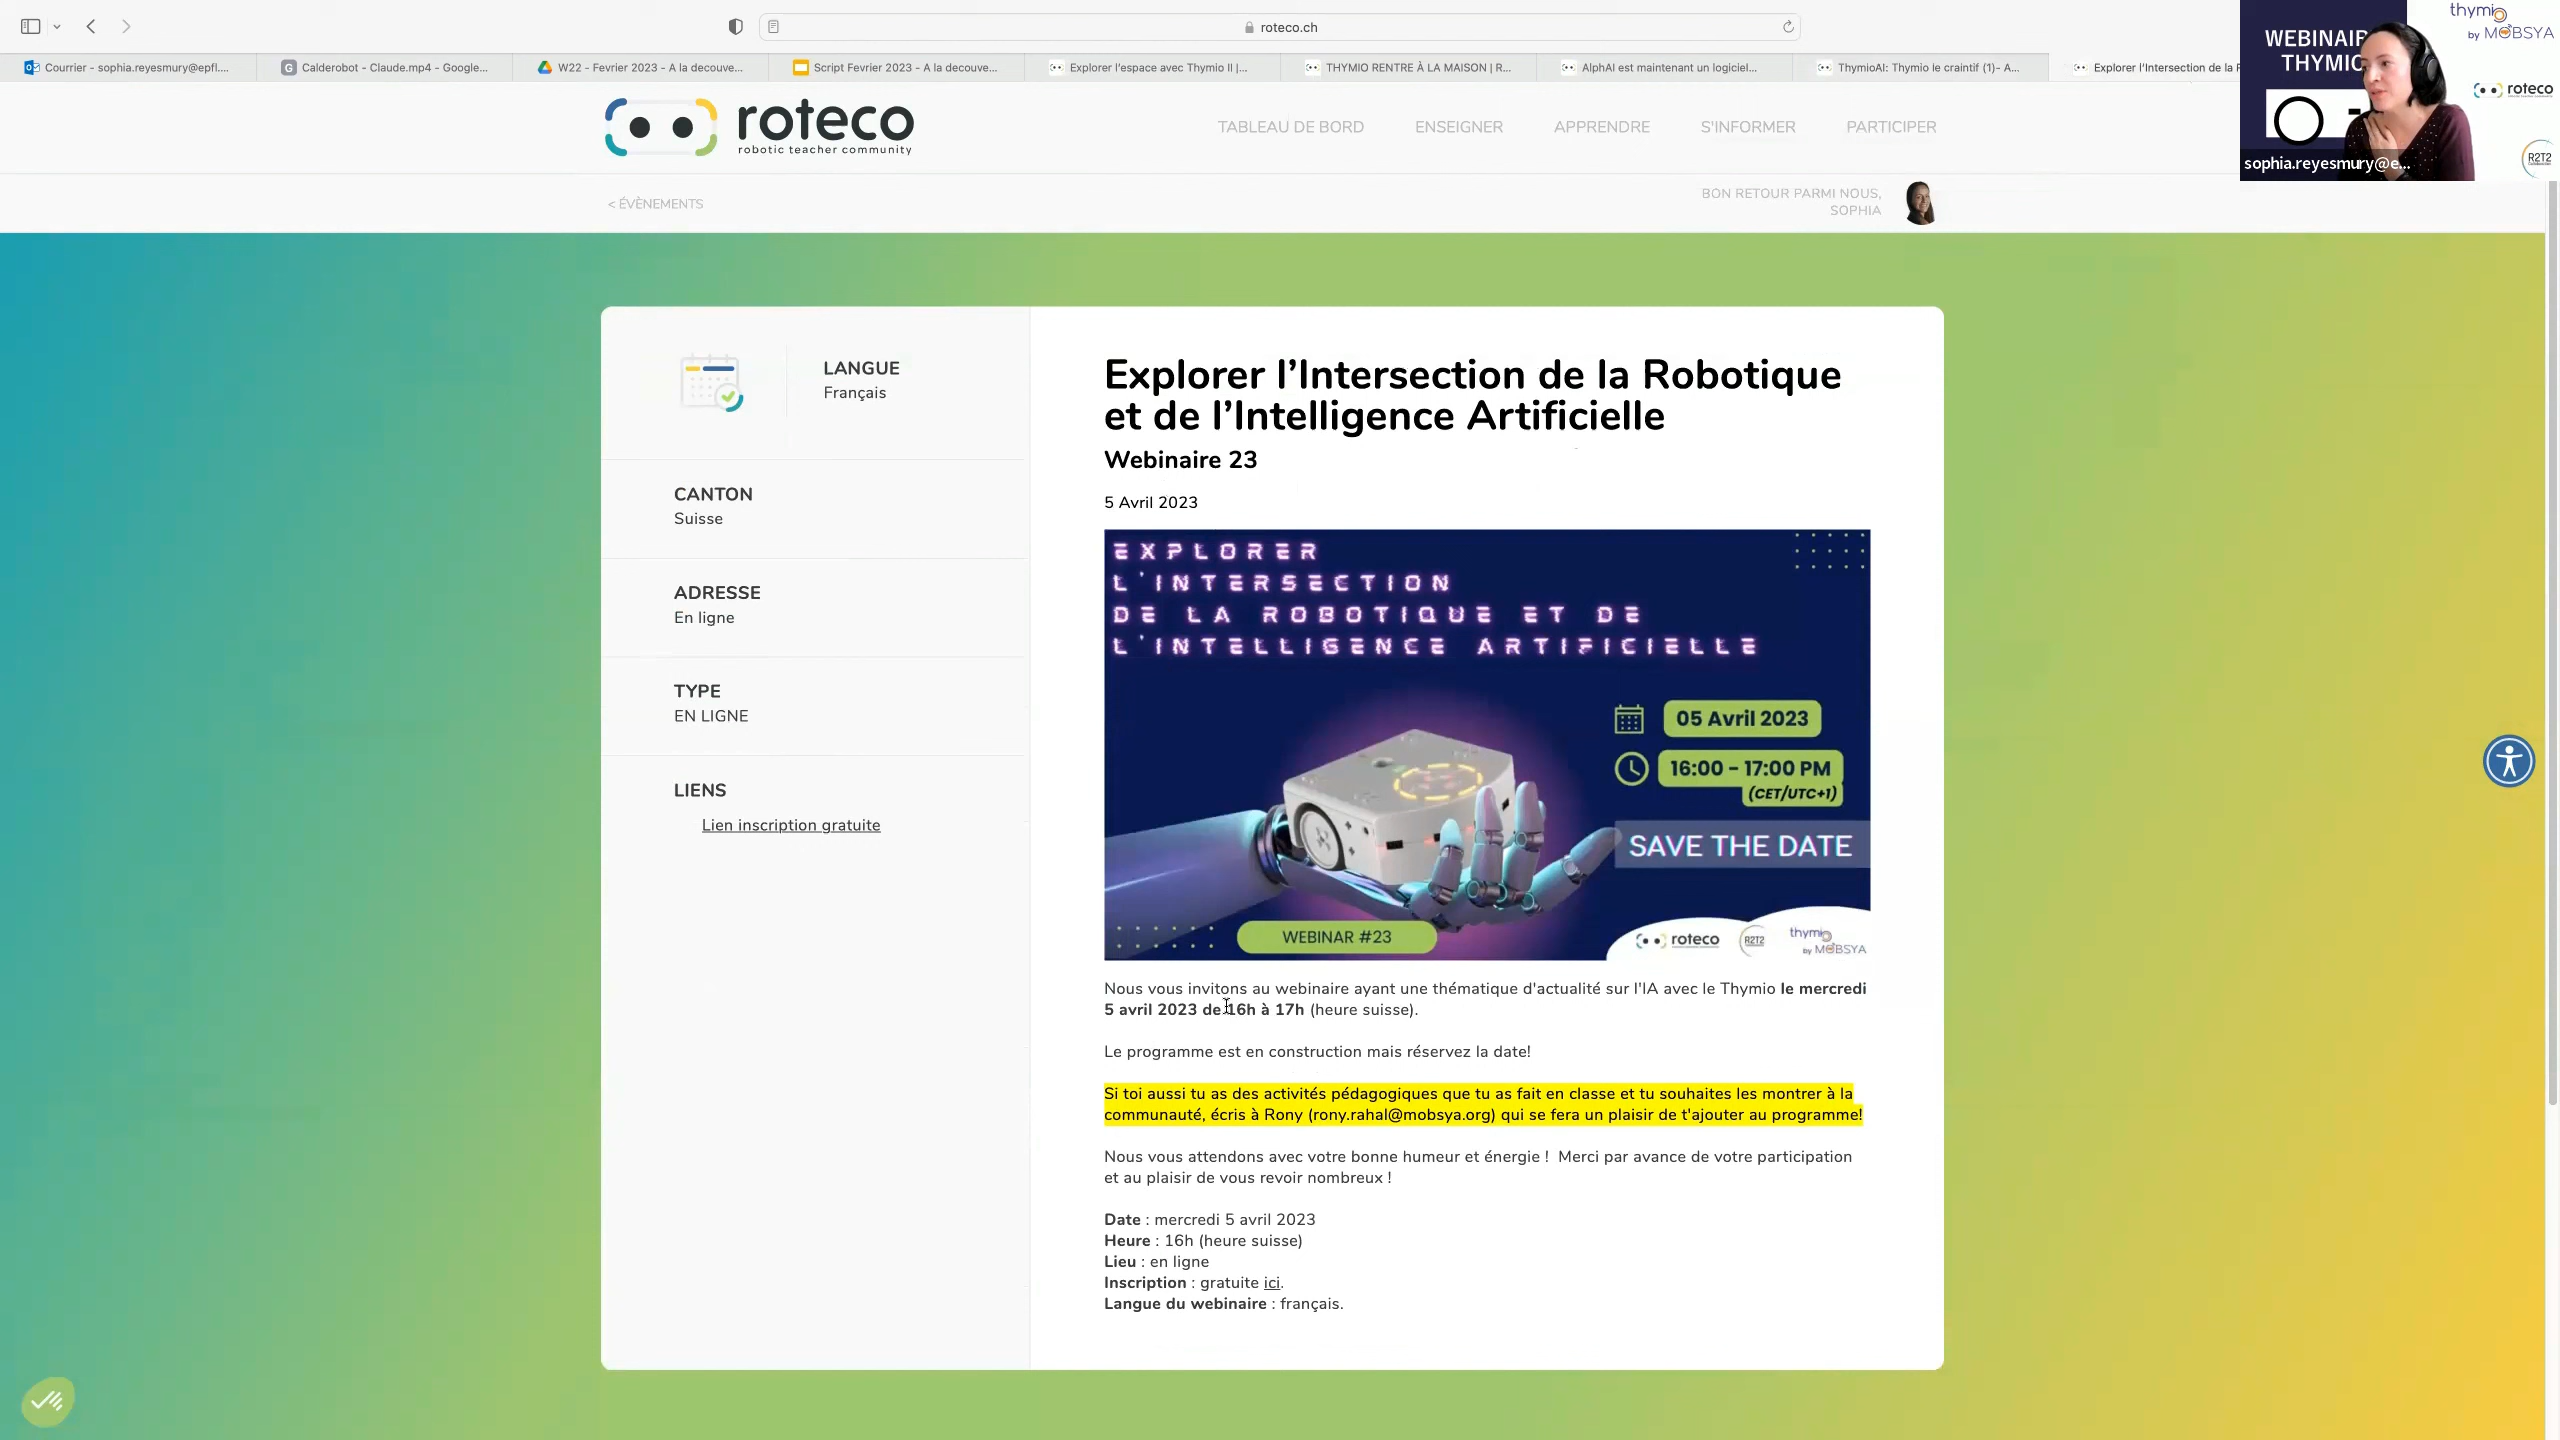 roteco.ch
Courrier - sophia.reyesmury@epfl....
Calderobot - Claude.mp4 - Google...
W22 - Fevrier 2023 - A la decouve...
Script Fevrier 2023 - A la decouve...
Explorer l'espace avec Thymio II |...
THYMIO RENTRE À LA MAISON | R...
AlphAI est maintenant un logiciel...
ThymioAI: Thymio le craintif (1)- A...
Explorer l'Intersection de la R
WEBINAIR
THYMIO
thymio
by MOBSYA
roteco
R2T2
sophia.reyesmury@e...
roteco
robotic teacher community
TABLEAU DE BORD
ENSEIGNER
APPRENDRE
S'INFORMER
PARTICIPER
< ÉVÈNEMENTS
BON RETOUR PARMI NOUS,
SOPHIA
LANGUE
Français
CANTON
Suisse
ADRESSE
En ligne
TYPE
EN LIGNE
LIENS
Lien inscription gratuite
Explorer l’Intersection de la Robotique
et de l’Intelligence Artificielle
Webinaire 23
5 Avril 2023
EXPLORER
L'INTERSECTION
DE LA ROBOTIQUE ET DE
L'INTELLIGENCE ARTIFICIELLE
05 Avril 2023
16:00 - 17:00 PM
(CET/UTC+1)
SAVE THE DATE
WEBINAR #23
roteco
R2T2
thymio
by MOBSYA
Nous vous invitons au webinaire ayant une thématique d'actualité sur l'IA avec le Thymio le mercredi
5 avril 2023 de 16h à 17h (heure suisse).
Le programme est en construction mais réservez la date!
Si toi aussi tu as des activités pédagogiques que tu as fait en classe et tu souhaites les montrer à la
communauté, écris à Rony (rony.rahal@mobsya.org) qui se fera un plaisir de t'ajouter au programme!
Nous vous attendons avec votre bonne humeur et énergie ! Merci par avance de votre participation
et au plaisir de vous revoir nombreux !
Date : mercredi 5 avril 2023
Heure : 16h (heure suisse)
Lieu : en ligne
Inscription : gratuite ici.
Langue du webinaire : français.